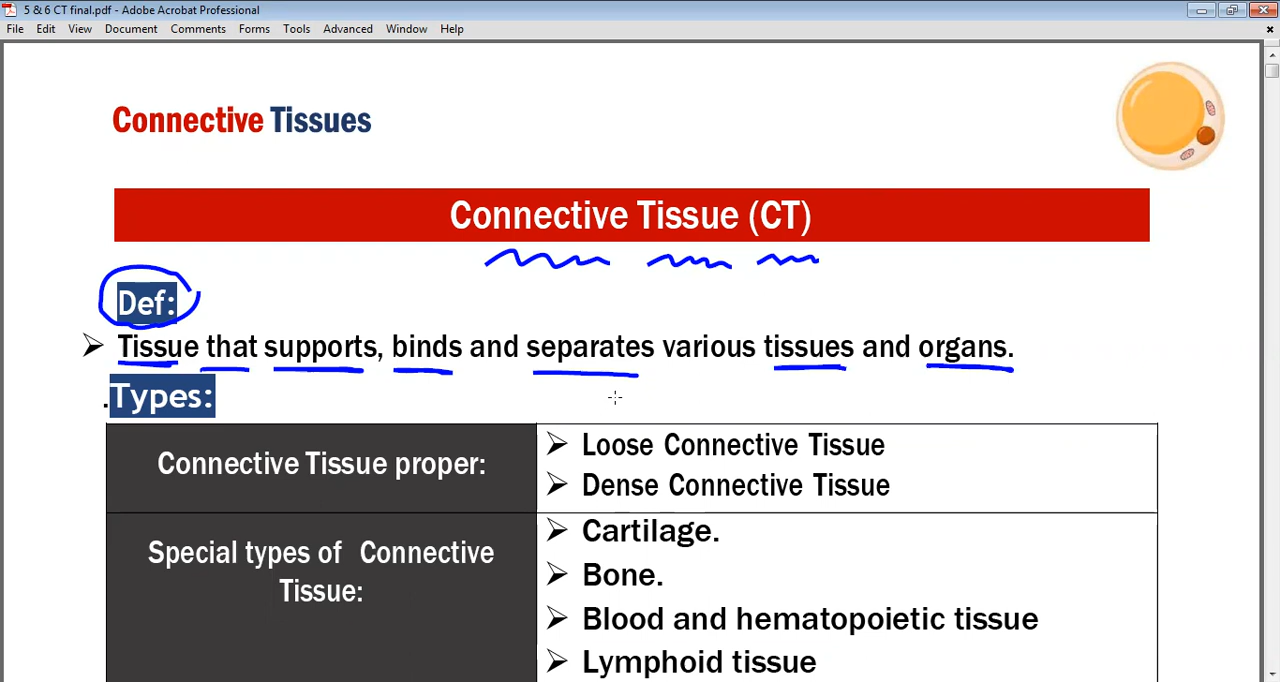 5 & 6 CT final.pdf - Adobe Acrobat Professional
File Edit View Document Comments Forms Tools Advanced Window Help
Connective Tissues
Connective Tissue (CT)
Def:
Tissue that supports, binds and separates various tissues and organs.
.Types:
Connective Tissue proper:
Loose Connective Tissue
Dense Connective Tissue
Special types of Connective
Tissue:
Cartilage.
Bone.
Blood and hematopoietic tissue
Lymphoid tissue